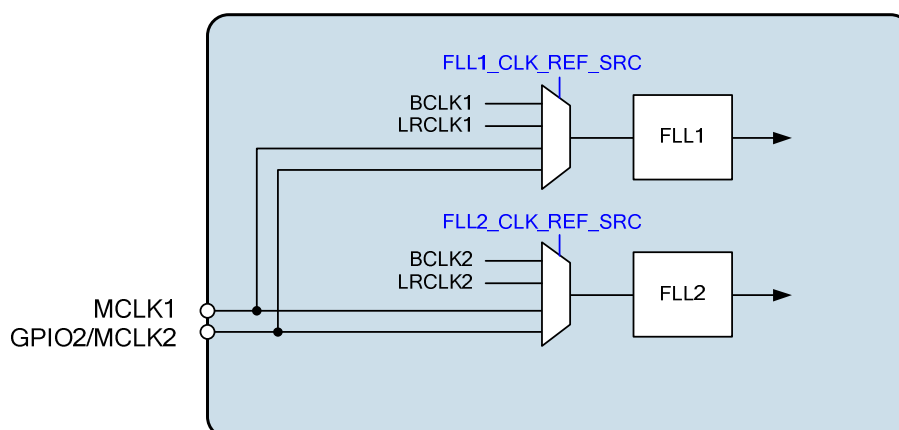 FLL1_CLK_REF_SRC
BCLK1
LRCLK1
FLL1
FLL2_CLK_REF_SRC
BCLK2
LRCLK2
FLL2
MCLK1
GPIO2/MCLK2